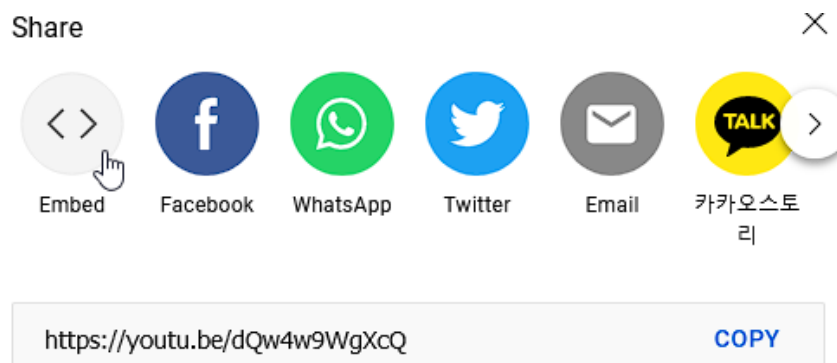 Share
TALK
Embed
Facebook
WhatsApp
Twitter
Email
카카오스토
리
https://youtu.be/dQw4w9WgXcQ
COPY